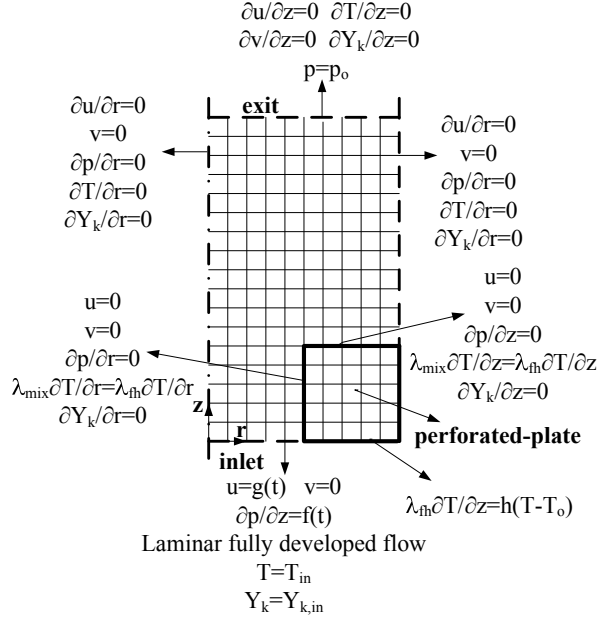 ∂u/∂z=0 ∂T/∂z=0
∂v/∂z=0 ∂Yₖ/∂z=0
p=pₒ
exit
∂u/∂r=0
v=0
∂p/∂r=0
∂T/∂r=0
∂Yₖ/∂r=0
∂u/∂r=0
v=0
∂p/∂r=0
∂T/∂r=0
∂Yₖ/∂r=0
u=0
v=0
∂p/∂r=0
λmix∂T/∂r=λfh∂T/∂r
∂Yₖ/∂r=0
u=0
v=0
∂p/∂z=0
λmix∂T/∂z=λfh∂T/∂z
∂Yₖ/∂z=0
z
r
inlet
perforated-plate
λfh∂T/∂z=h(T-Tₒ)
u=g(t) v=0
∂p/∂z=f(t)
Laminar fully developed flow
T=Tin
Yₖ=Yk,in